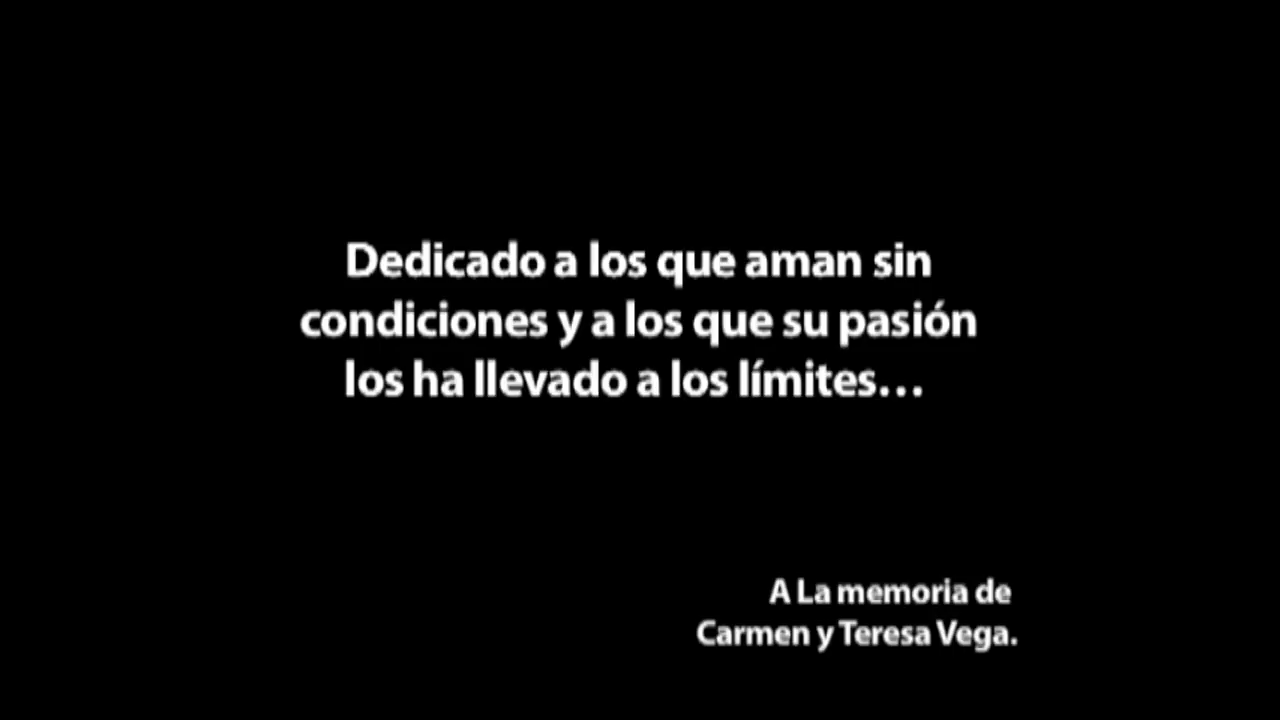 Dedicado a los que aman sin
condiciones y a los que su pasión
los ha llevado a los límites…
A La memoria de
Carmen y Teresa Vega.